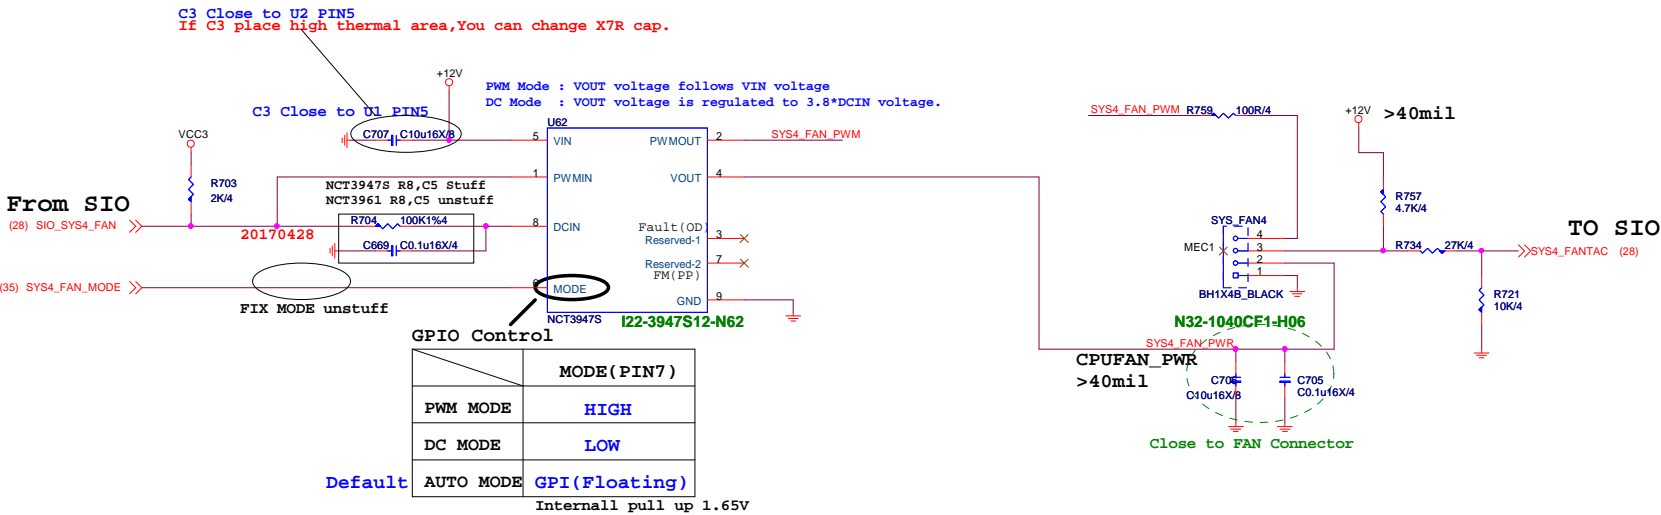 C3 Close to U2 PIN5
If C3 place high thermal area,You can change X7R cap.
+12V
PWM Mode : VOUT voltage follows VIN voltage
DC Mode : VOUT voltage is regulated to 3.8*DCIN voltage.
C3 Close to U1 PIN5
C707 C10u16X/8
VCC3
R703
2K/4
NCT3947S R8,C5 Stuff
NCT3961 R8,C5 unstuff
From SIO
(28) SIO_SYS4_FAN
20170428
R704 100K1%4
C669 C0.1u16X/4
(35) SYS4_FAN_MODE
FIX MODE unstuff
U62
5 VIN
1 PWMIN
8 DCIN
MODE
PWMOUT 2
VOUT 4
Fault(OD)
Reserved-1 3
Reserved-2 7
FM(PP)
GND 9
NCT3947S
I22-3947S12-N62
SYS4_FAN_PWM
GPIO Control
MODE(PIN7)
PWM MODE HIGH
DC MODE LOW
Default AUTO MODE GPI(Floating)
Internall pull up 1.65V
SYS4_FAN_PWM R759 100R/4
+12V >40mil
R757
4.7K/4
SYS_FAN4
MEC1
4
3
2
1
BH1X4B_BLACK
N32-1040CF1-H06
R734 27K/4
TO SIO
SYS4_FANTAC (28)
R721
10K/4
SYS4_FAN_PWR
CPUFAN_PWR
>40mil
C706
C10u16X/8
C705
C0.1u16X/4
Close to FAN Connector